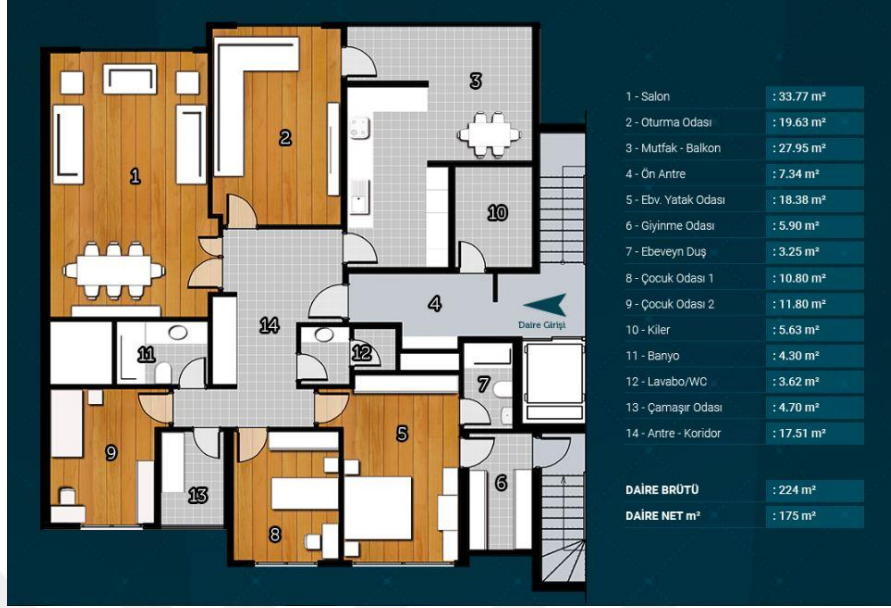 1
2
3
4
5
6
7
8
9
10
11
12
13
14
Daire Girişi
1 - Salon : 33.77 m²
2 - Oturma Odası : 19.63 m²
3 - Mutfak - Balkon : 27.95 m²
4 - Ön Antre : 7.34 m²
5 - Ebv. Yatak Odası : 18.38 m²
6 - Giyinme Odası : 5.90 m²
7 - Ebeveyn Duş : 3.25 m²
8 - Çocuk Odası 1 : 10.80 m²
9 - Çocuk Odası 2 : 11.80 m²
10 - Kiler : 5.63 m²
11 - Banyo : 4.30 m²
12 - Lavabo/WC : 3.62 m²
13 - Çamaşır Odası : 4.70 m²
14 - Antre - Koridor : 17.51 m²
DAİRE BRÜTÜ : 224 m²
DAİRE NET m² : 175 m²